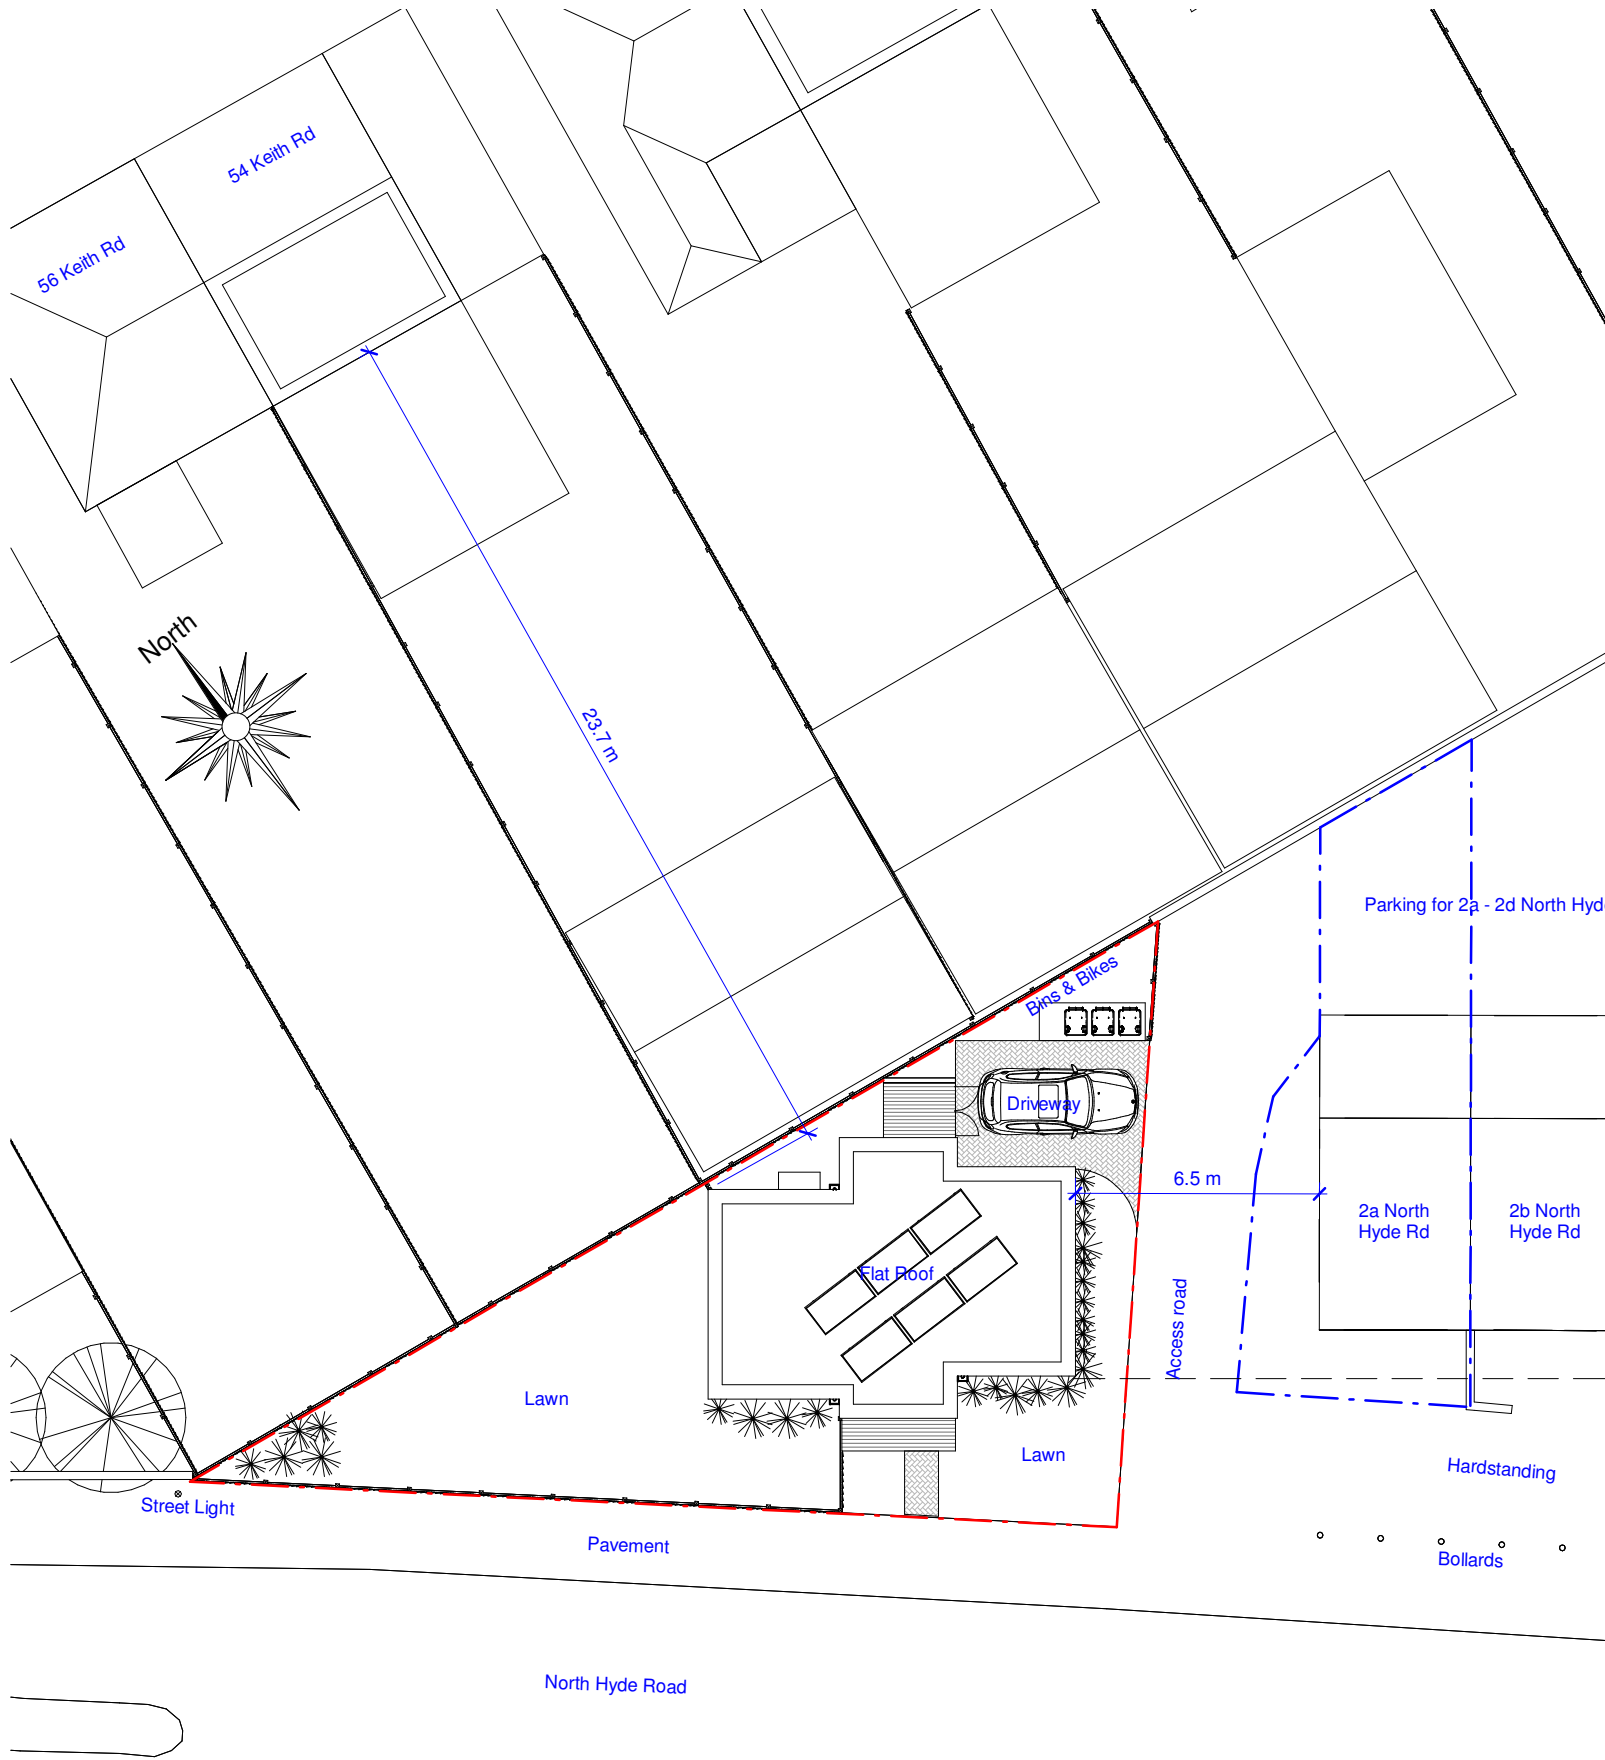 54 Keith Rd
56 Keith Rd
North
23.7 m
Parking for 2a - 2d North Hyd
Bins & Bikes
Driveway
6.5 m
2a North
Hyde Rd
2b North
Hyde Rd
Flat Roof
Access road
Lawn
Lawn
Hardstanding
Street Light
Pavement
Bollards
North Hyde Road